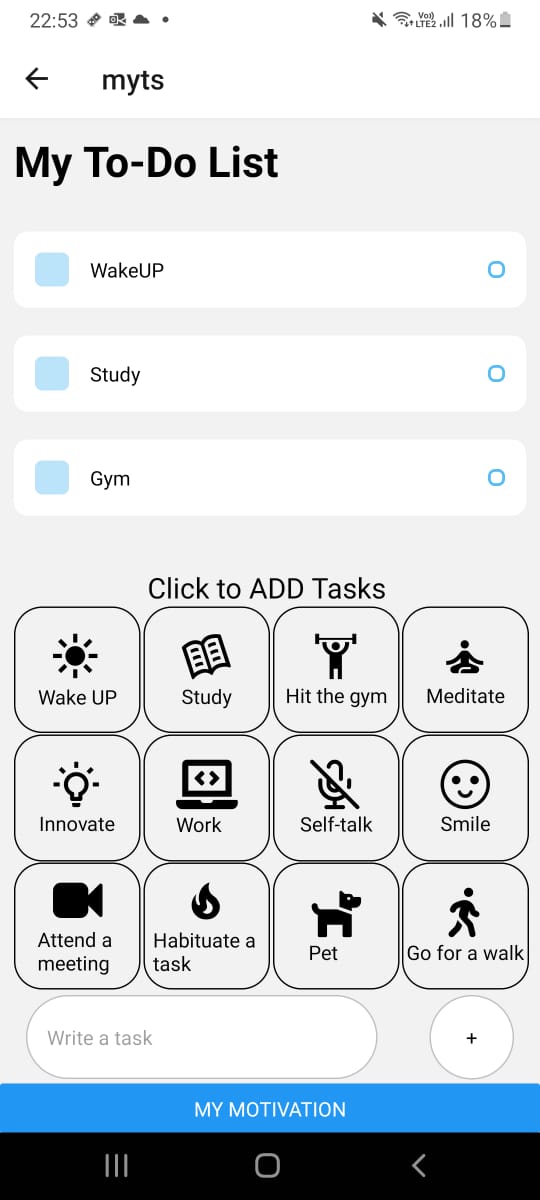 22:53 Vo)) LTE2 18%
myts
My To-Do List
WakeUP
Study
Gym
Click to ADD Tasks
Wake UP Study Hit the gym Meditate
Innovate Work Self-talk Smile
Attend a meeting Habituate a task Pet Go for a walk
Write a task +
MY MOTIVATION